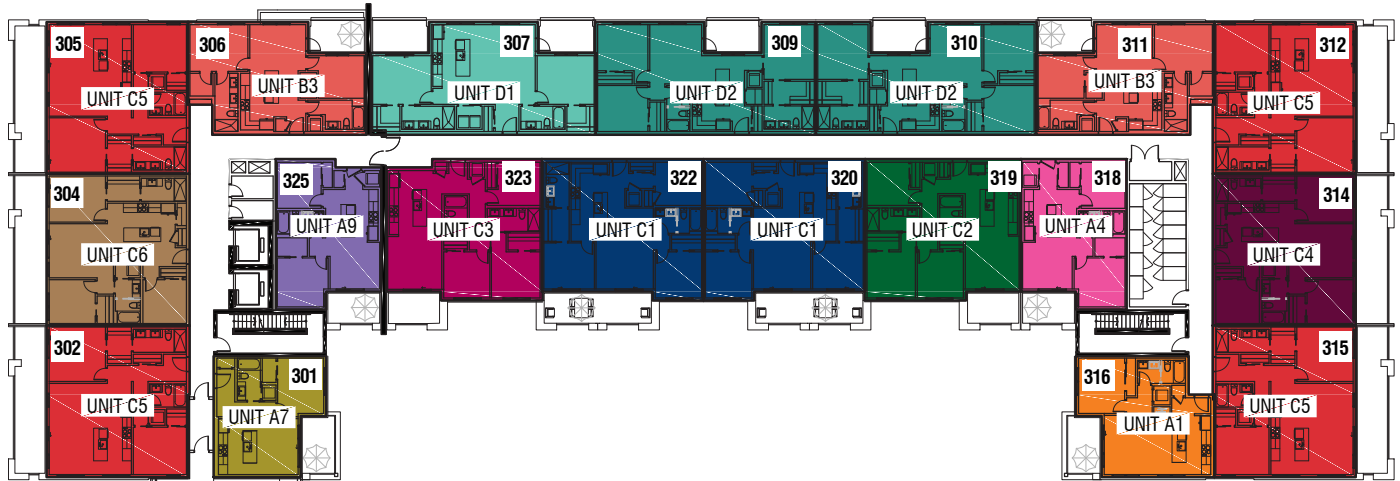 305
UNIT C5
306
UNIT B3
307
UNIT D1
309
UNIT D2
310
UNIT D2
311
UNIT B3
312
UNIT C5
304
UNIT C6
325
UNIT A9
323
UNIT C3
322
UNIT C1
320
UNIT C1
319
UNIT C2
318
UNIT A4
314
UNIT C4
302
UNIT C5
301
UNIT A7
316
UNIT A1
315
UNIT C5